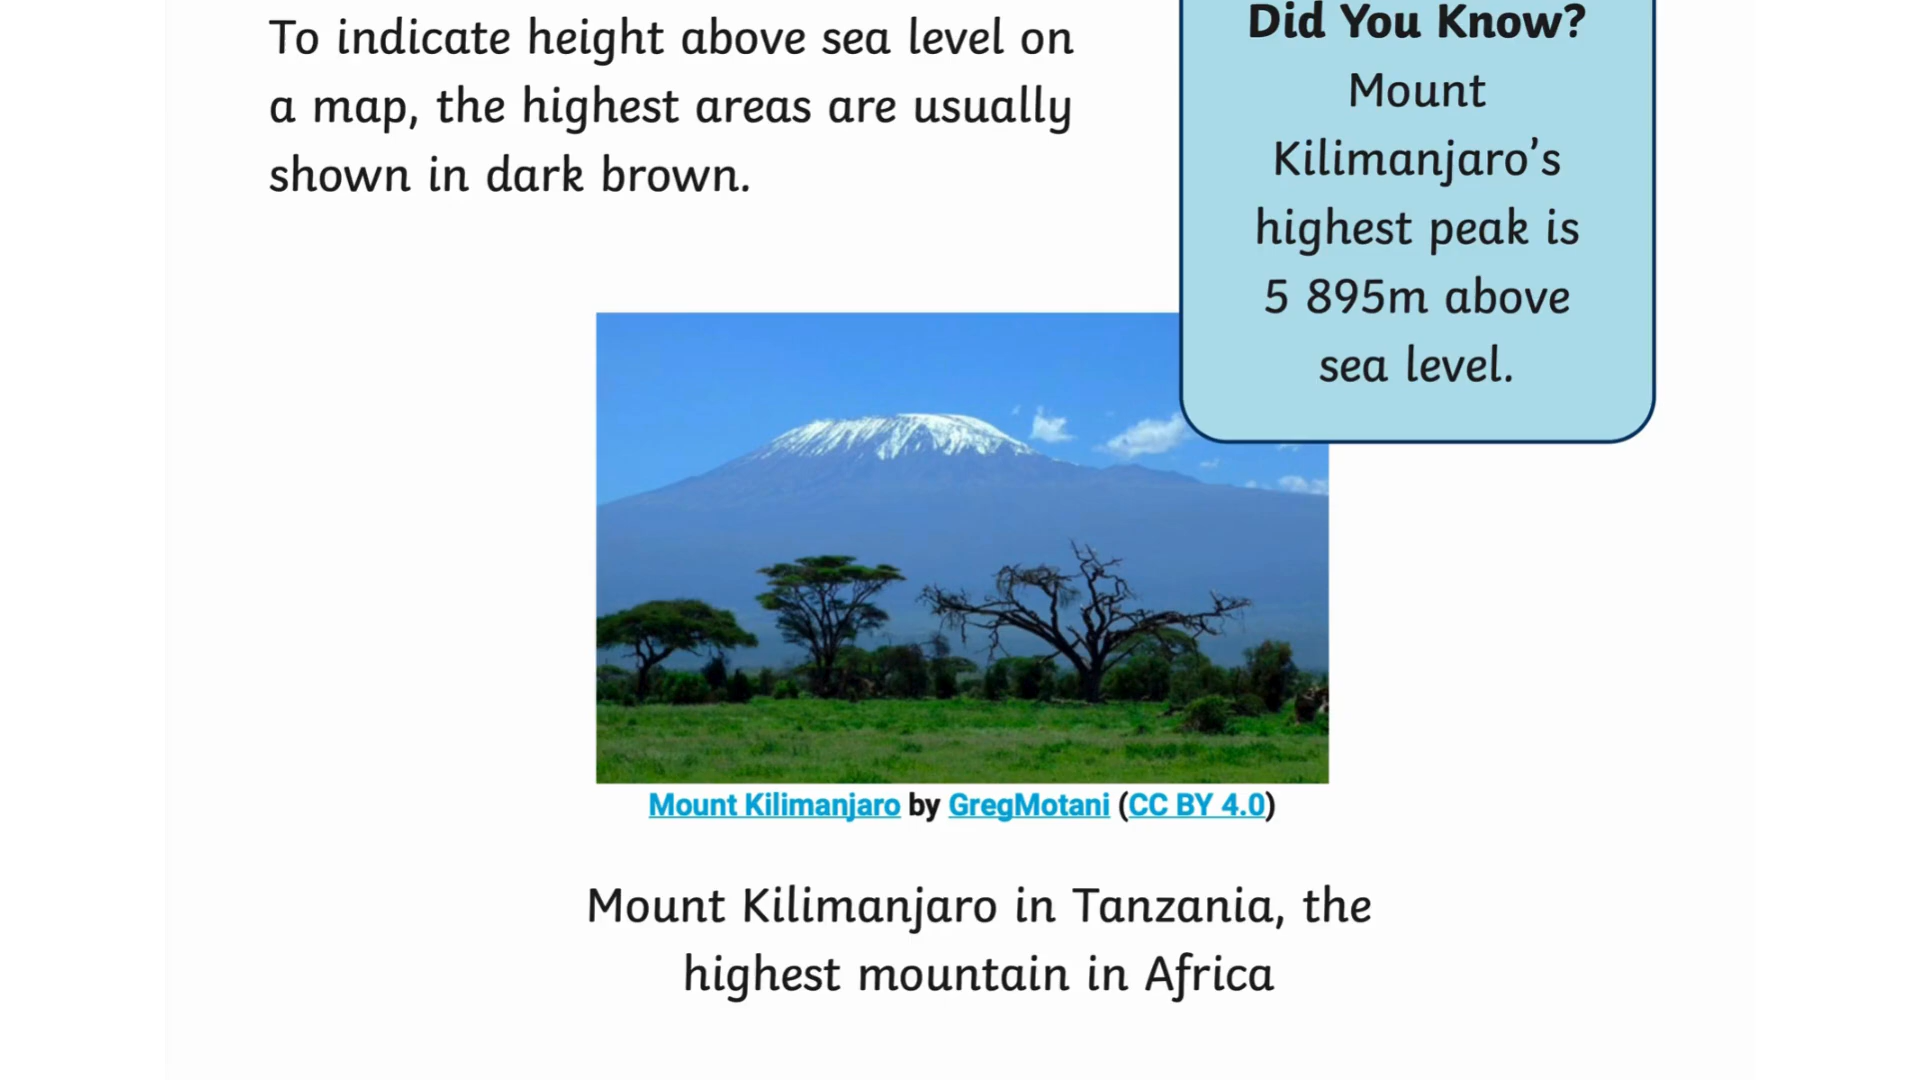 To indicate height above sea level on
a map, the highest areas are usually
shown in dark brown.
Did You Know?
Mount
Kilimanjaro’s
highest peak is
5 895m above
sea level.
Mount Kilimanjaro by GregMotani (CC BY 4.0)
Mount Kilimanjaro in Tanzania, the
highest mountain in Africa